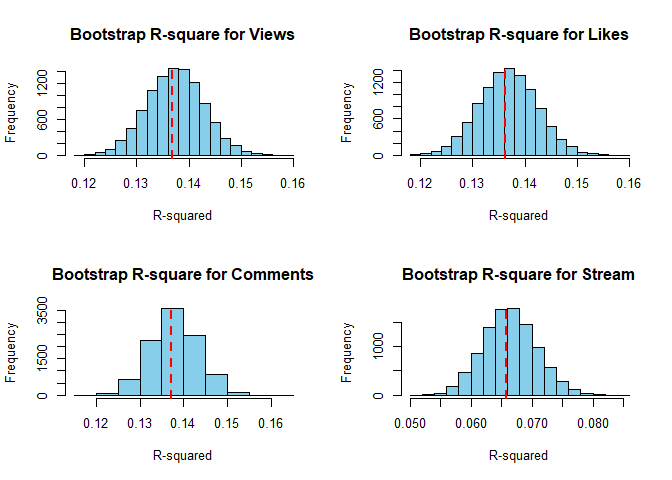 Bootstrap R-square for Views
Frequency
0 600 1200
0.12 0.13 0.14 0.15 0.16
R-squared
Bootstrap R-square for Likes
Frequency
0 600 1200
0.12 0.13 0.14 0.15 0.16
R-squared
Bootstrap R-square for Comments
Frequency
0 1500 3500
0.12 0.13 0.14 0.15 0.16
R-squared
Bootstrap R-square for Stream
Frequency
0 1000
0.050 0.060 0.070 0.080
R-squared